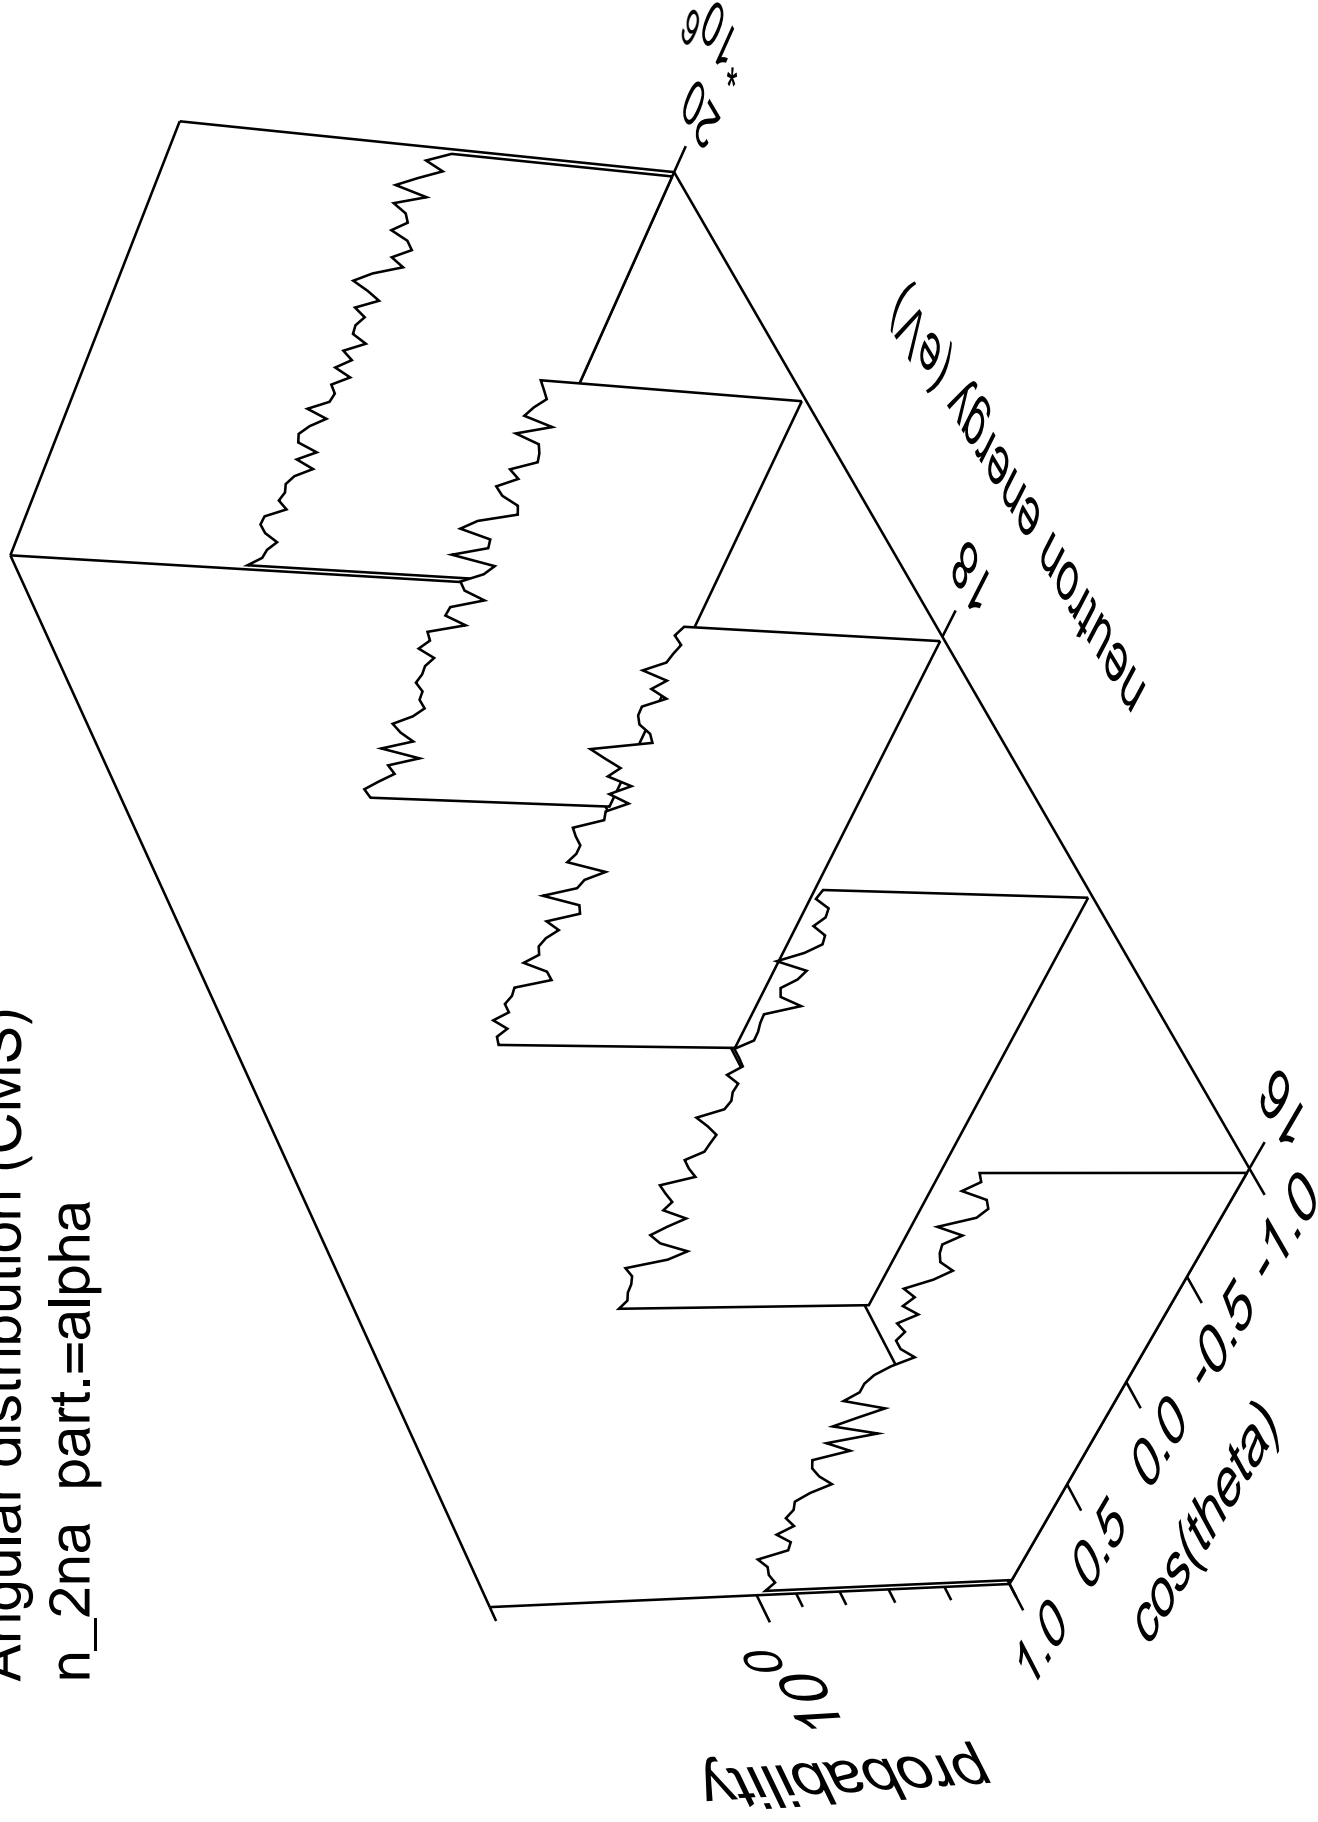 Angular distribution (CMS)
n_2na part.=alpha
probability
10^0
cos(theta)
1.0
0.5
0.0
-0.5
-1.0
neutron energy (eV)
16
18
20
*10^6